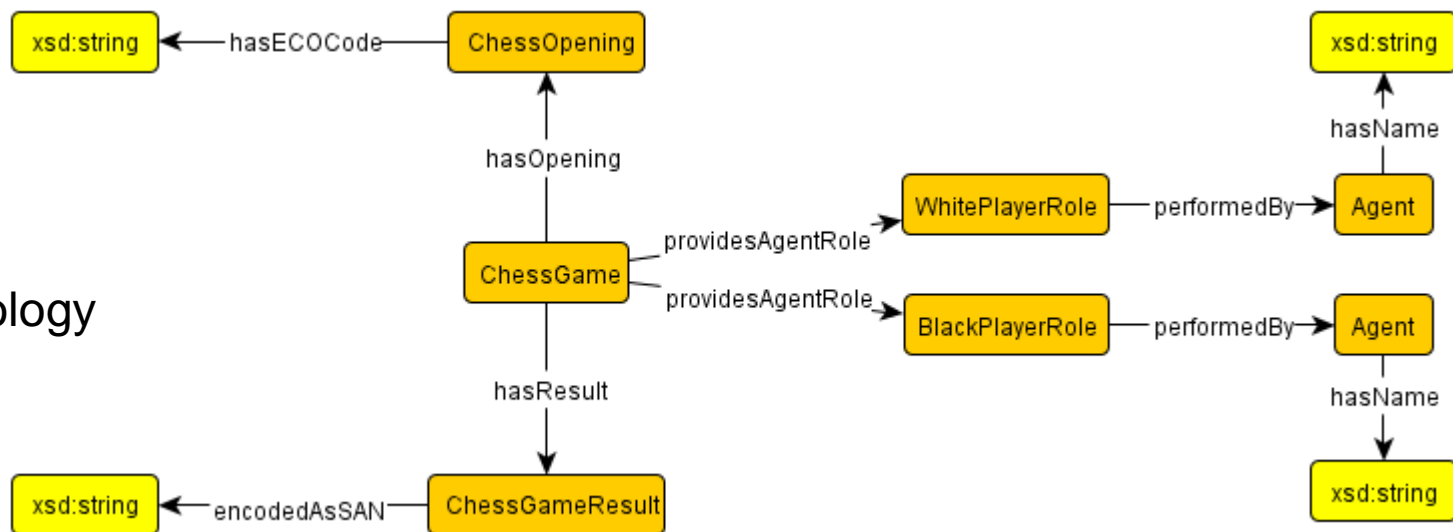 xsd:string
hasECOCode
ChessOpening
xsd:string
hasName
hasOpening
WhitePlayerRole
performedBy
Agent
providesAgentRole
ChessGame
providesAgentRole
ology
BlackPlayerRole
performedBy
Agent
hasResult
hasName
xsd:string
encodedAsSAN
ChessGameResult
xsd:string